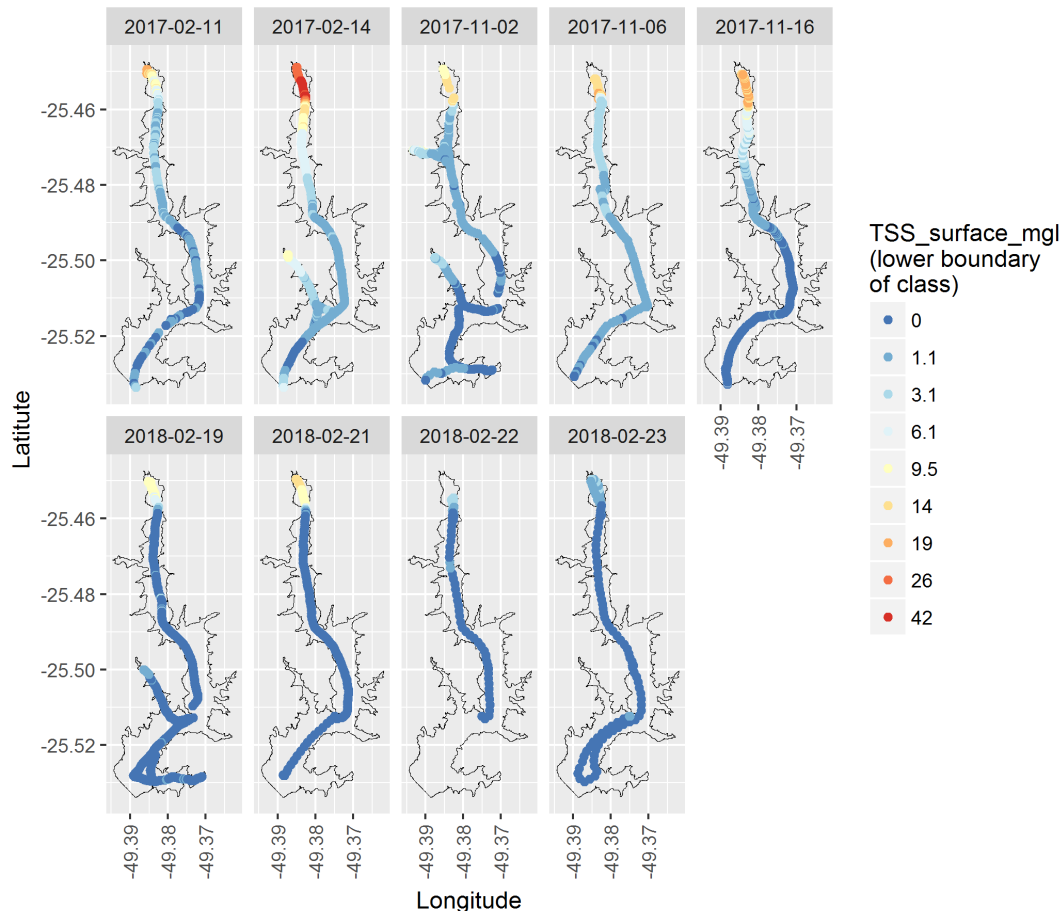 2017-02-11 2017-02-14 2017-11-02 2017-11-06 2017-11-16
-25.46
-25.48
-25.50
-25.52
-49.39 -49.38 -49.37
2018-02-19 2018-02-21 2018-02-22 2018-02-23
-25.46
-25.48
-25.50
-25.52
-49.39 -49.38 -49.37 -49.39 -49.38 -49.37 -49.39 -49.38 -49.37 -49.39 -49.38 -49.37
Latitute
Longitude
TSS_surface_mgl
(lower boundary
of class)
0
1.1
3.1
6.1
9.5
14
19
26
42